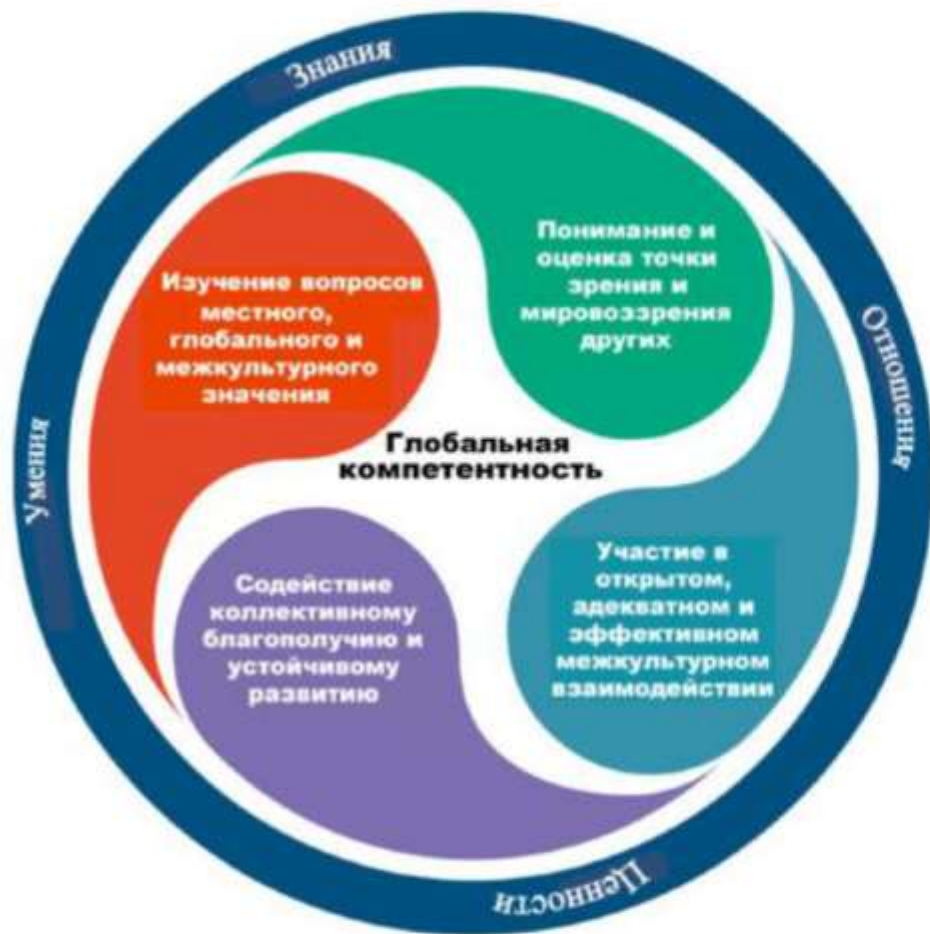 Знания
Понимание и
оценка точки
зрения и
мировоззрения
других
Изучение вопросов
местного,
глобального и
межкультурного
значения
Отношения
Умения
Глобальная
компетентность
Участие в
открытом,
адекватном и
эффективном
межкультурном
взаимодействии
Содействие
коллективному
благополучию и
устойчивому
развитию
Ценности